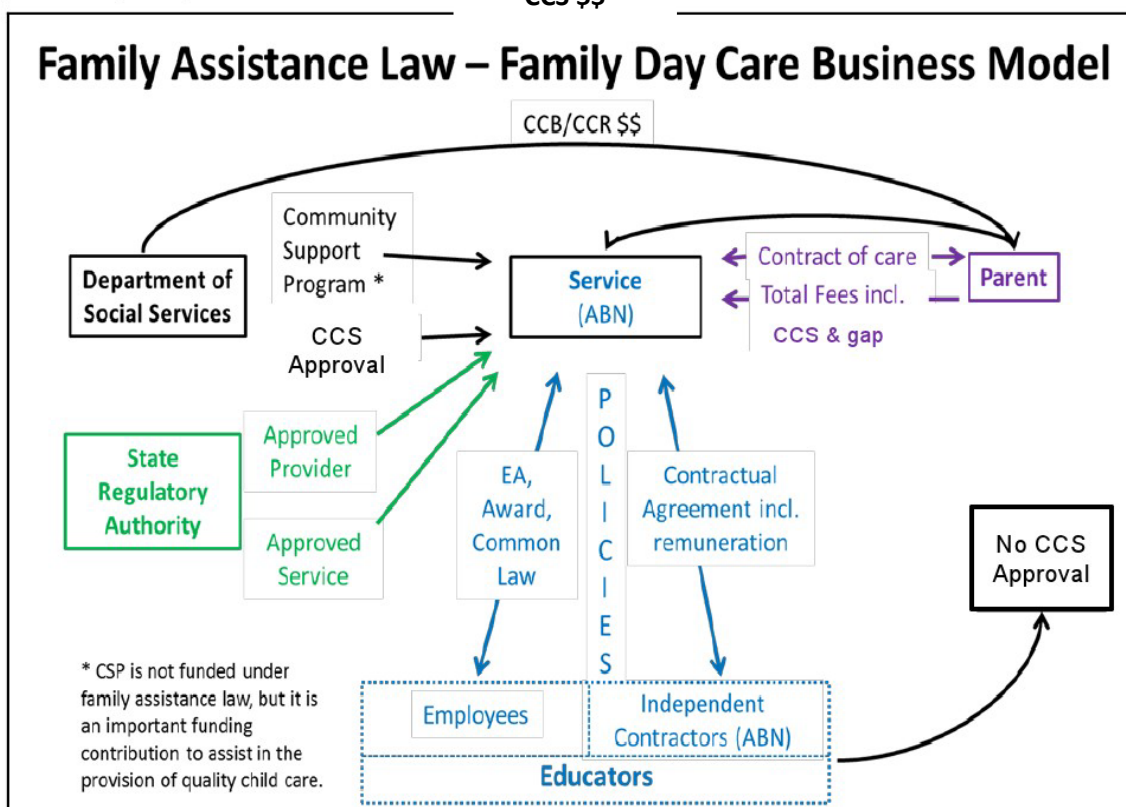 CCS $$
Family Assistance Law – Family Day Care Business Model
CCB/CCR $$
Community
Support
Program *
Department of
Social Services
CCS
Approval
Service
(ABN)
Contract of care
Total Fees incl.
CCS & gap
Parent
State
Regulatory
Authority
Approved
Provider
Approved
Service
EA,
Award,
Common
Law
P
O
L
I
C
I
E
S
Contractual
Agreement incl.
remuneration
No CCS
Approval
* CSP is not funded under
family assistance law, but it is
an important funding
contribution to assist in the
provision of quality child care.
Employees
Independent
Contractors (ABN)
Educators